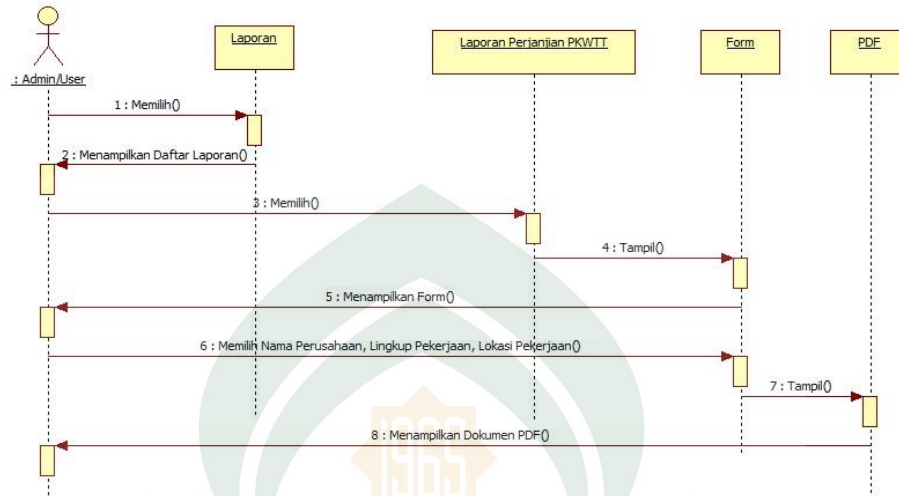 : Admin/User
Laporan
Laporan Perjanjian PKWTT
Form
PDF
1 : Memilih()
2 : Menampilkan Daftar Laporan()
3 : Memilih()
4 : Tampil()
5 : Menampilkan Form()
6 : Memilih Nama Perusahaan, Lingkup Pekerjaan, Lokasi Pekerjaan()
7 : Tampil()
8 : Menampilkan Dokumen PDF()